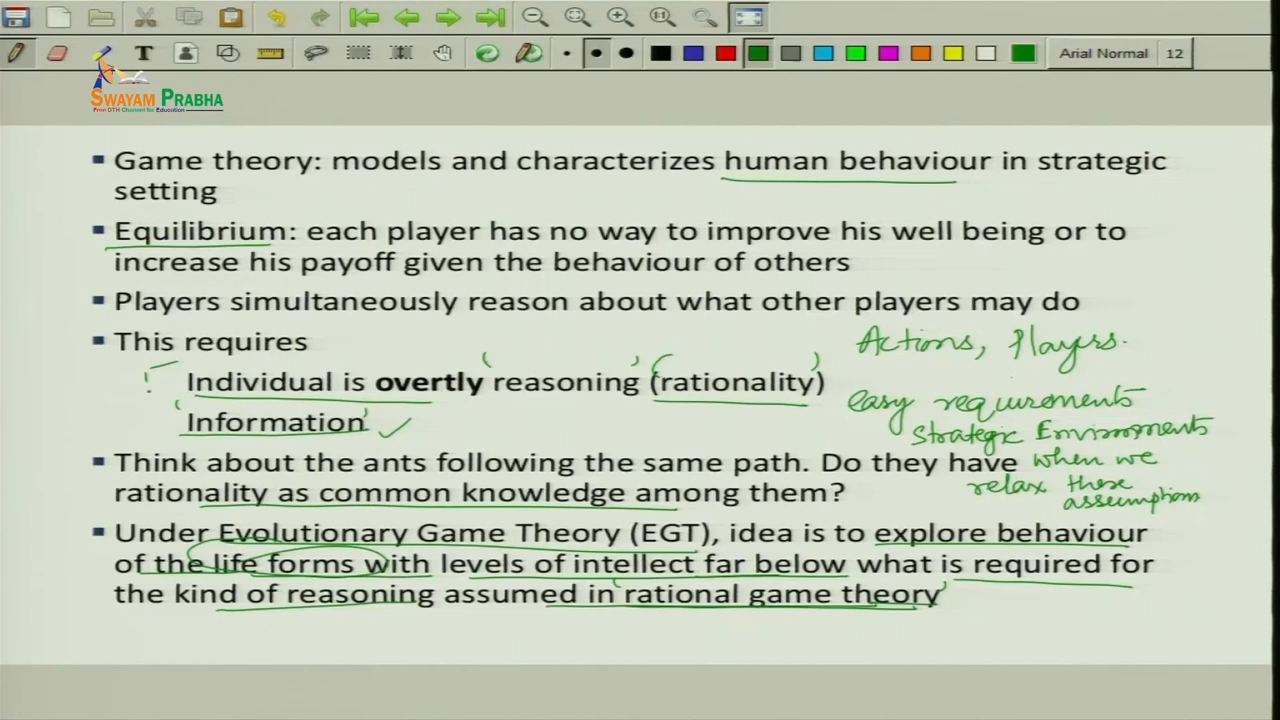 T
Arial Normal 12
SWAYAM PRABHA
Free DTH Channel for Education
▪ Game theory: models and characterizes human behaviour in strategic
setting
▪ Equilibrium: each player has no way to improve his well being or to
increase his payoff given the behaviour of others
▪ Players simultaneously reason about what other players may do
▪ This requires
Actions, Players.
! Individual is overtly 'reasoning' (rationality)
easy requirements
'Information'
Strategic Environments
▪ Think about the ants following the same path. Do they have
when we
rationality as common knowledge among them?
relax these
assumptions
▪ Under Evolutionary Game Theory (EGT), idea is to explore behaviour
of the life forms with levels of intellect far below what is required for
the kind of reasoning assumed in 'rational game theory'